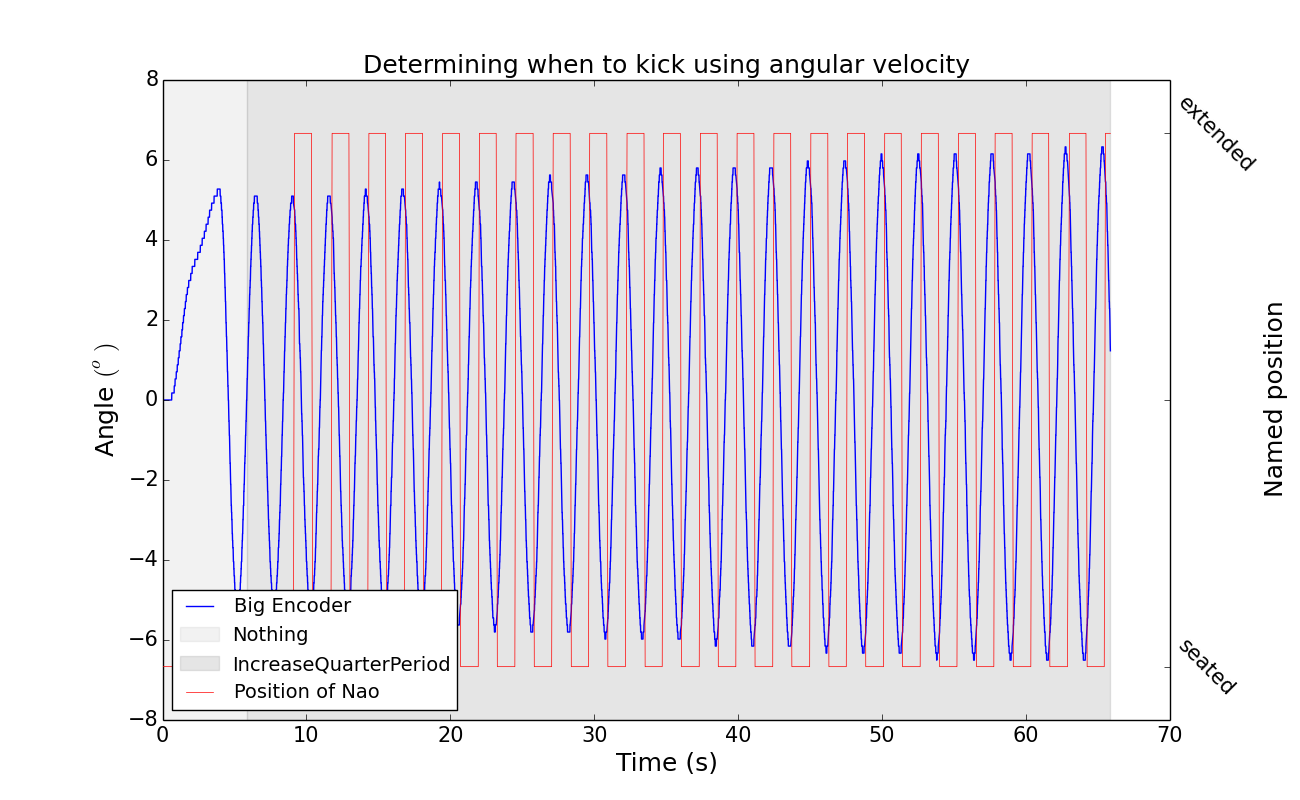 Determining when to kick using angular velocity
8
6
4
2
0
−2
−4
−6
−8
Angle (°)
0 10 20 30 40 50 60 70
Time (s)
extended
seated
Named position
Big Encoder
Nothing
IncreaseQuarterPeriod
Position of Nao